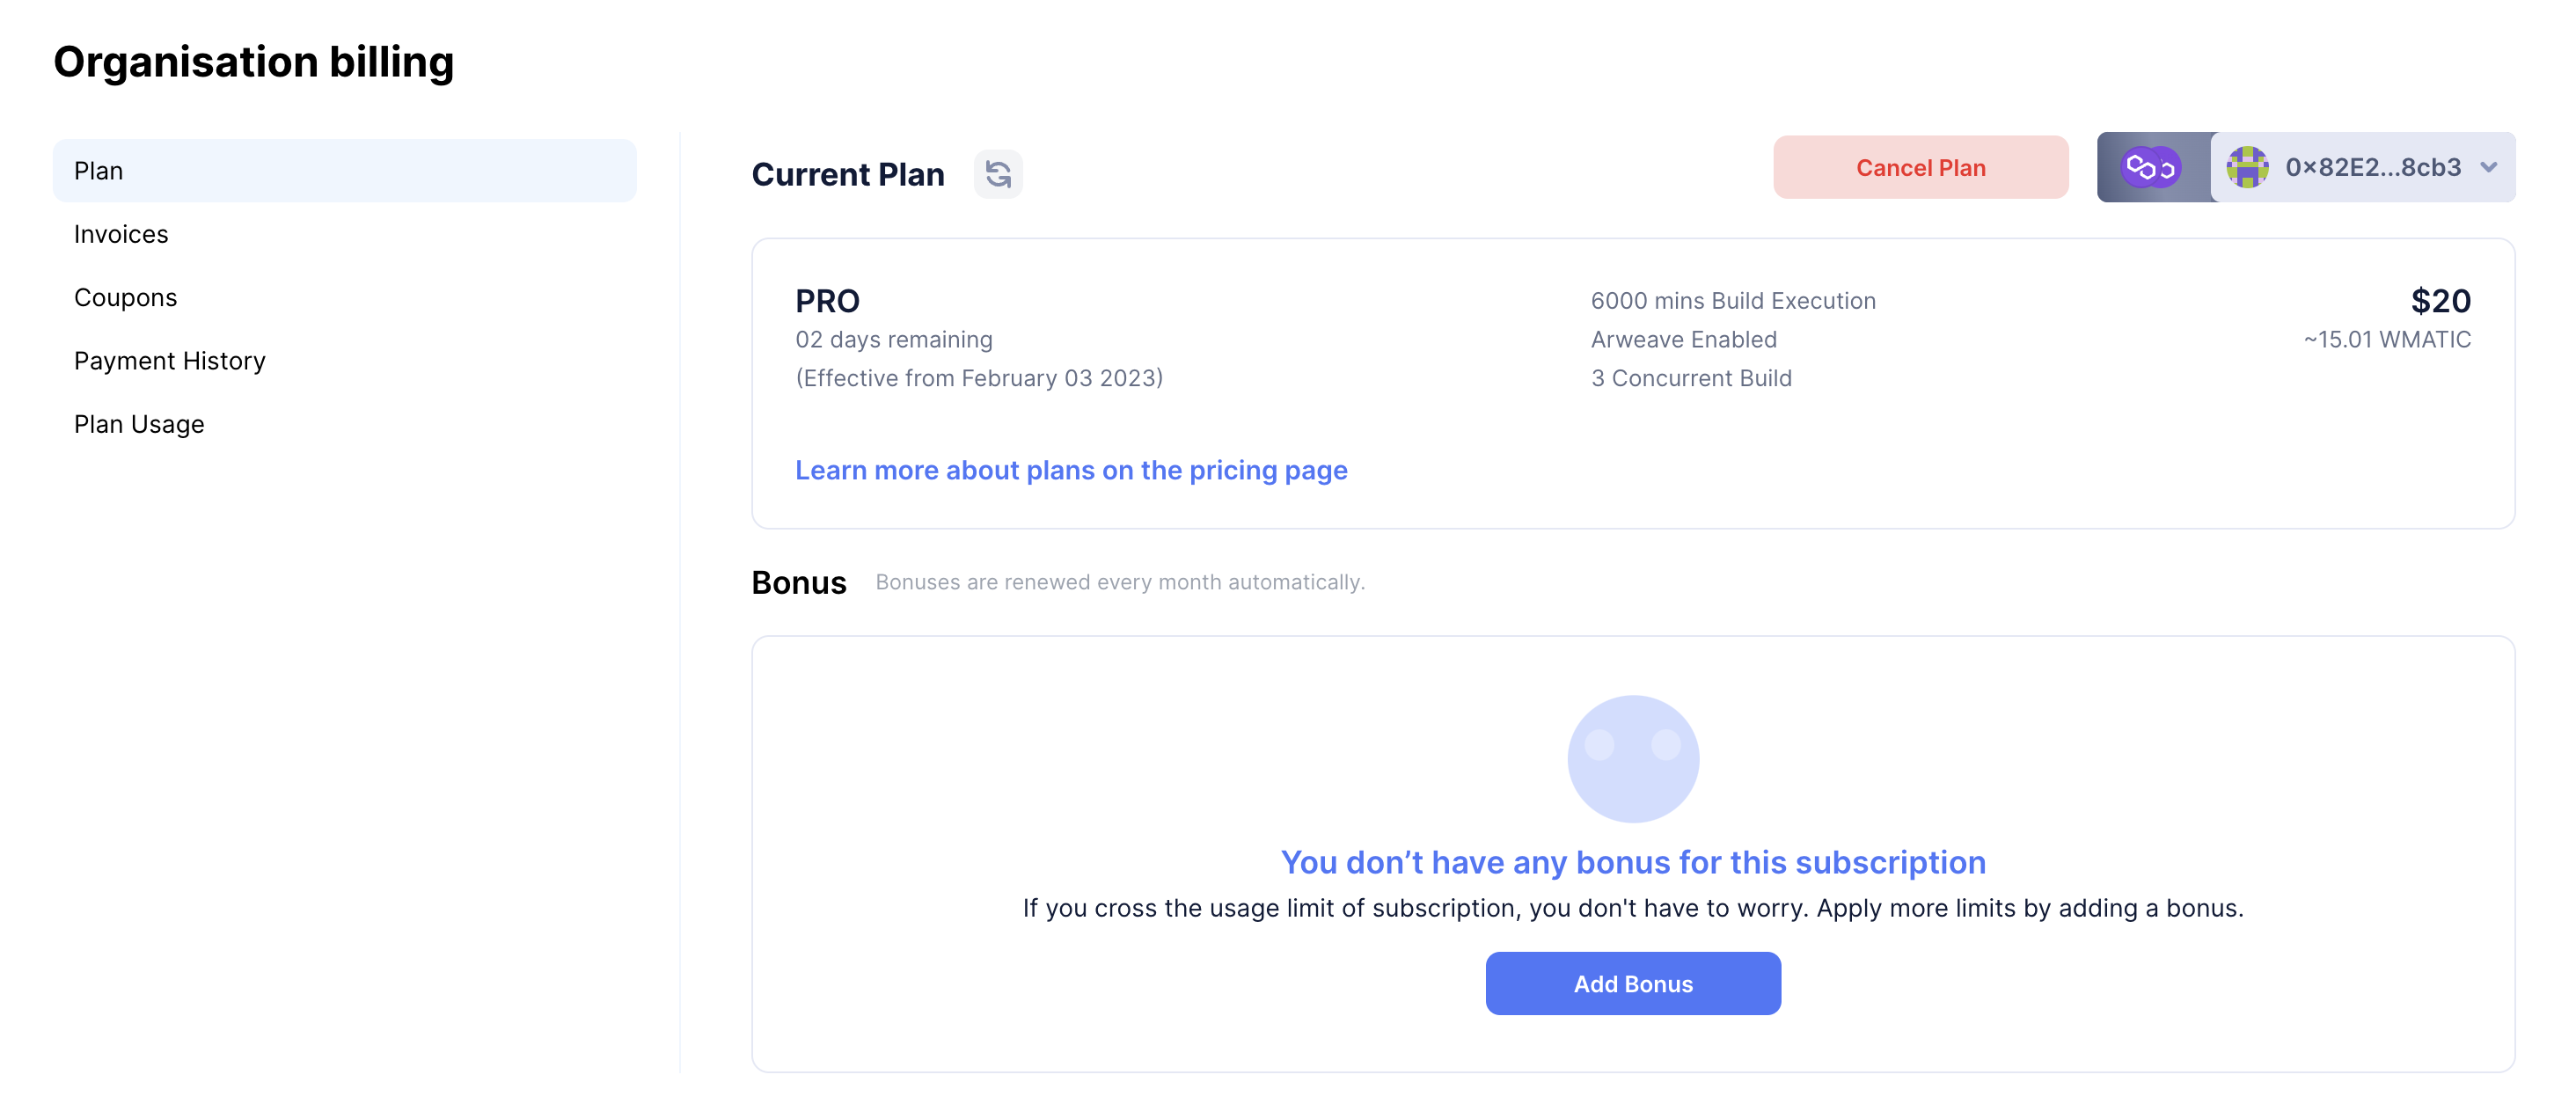 Organisation billing
Plan
Invoices
Coupons
Payment History
Plan Usage
Current Plan
Cancel Plan
0×82E2...8cb3
PRO
02 days remaining
(Effective from February 03 2023)
6000 mins Build Execution
Arweave Enabled
3 Concurrent Build
$20
~15.01 WMATIC
Learn more about plans on the pricing page
Bonus
Bonuses are renewed every month automatically.
You don’t have any bonus for this subscription
If you cross the usage limit of subscription, you don't have to worry. Apply more limits by adding a bonus.
Add Bonus